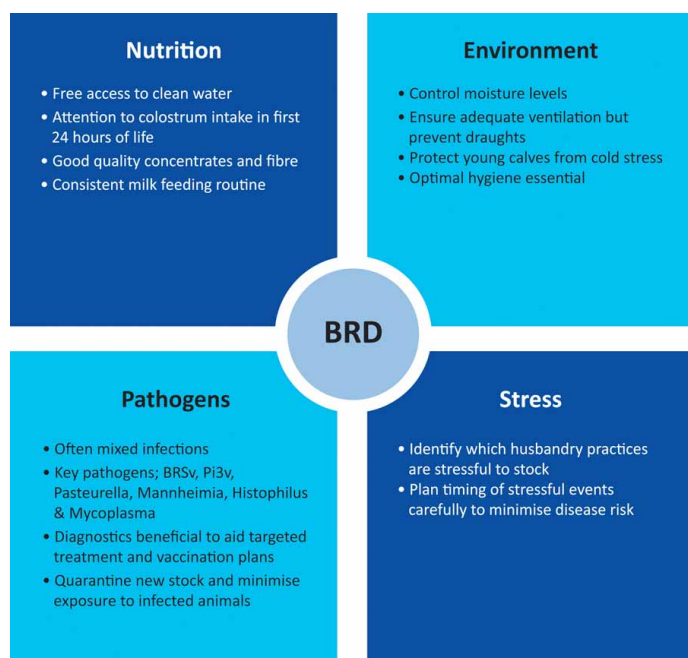 Nutrition
• Free access to clean water
• Attention to colostrum intake in first
24 hours of life
• Good quality concentrates and fibre
• Consistent milk feeding routine
Environment
• Control moisture levels
• Ensure adequate ventilation but
prevent draughts
• Protect young calves from cold stress
• Optimal hygiene essential
BRD
Pathogens
• Often mixed infections
• Key pathogens; BRSv, Pi3v,
Pasteurella, Mannheimia, Histophilus
& Mycoplasma
• Diagnostics beneficial to aid targeted
treatment and vaccination plans
• Quarantine new stock and minimise
exposure to infected animals
Stress
• Identify which husbandry practices
are stressful to stock
• Plan timing of stressful events
carefully to minimise disease risk